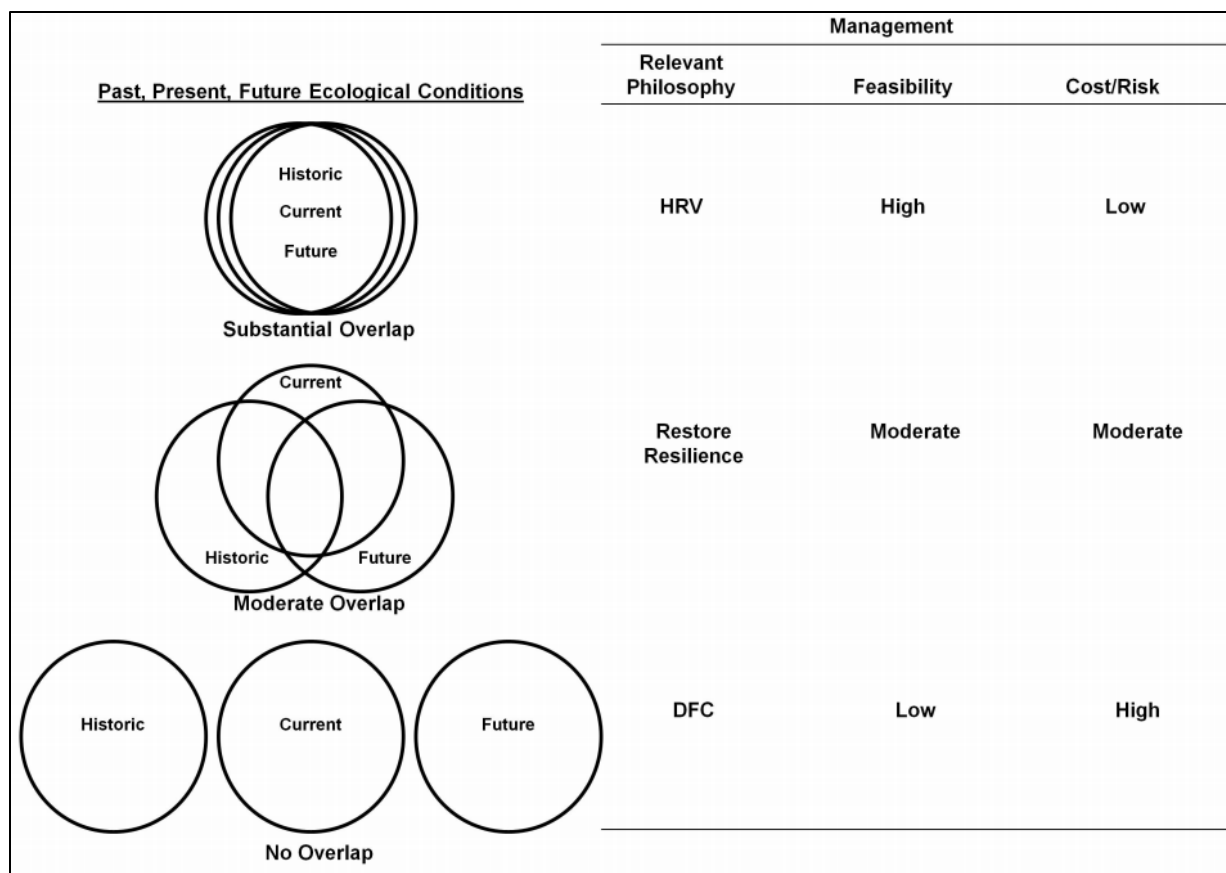 Management
Past, Present, Future Ecological Conditions
Relevant
Philosophy
Feasibility
Cost/Risk
Historic
Current
Future
Substantial Overlap
HRV
High
Low
Current
Historic
Future
Moderate Overlap
Restore
Resilience
Moderate
Moderate
Historic
Current
Future
No Overlap
DFC
Low
High